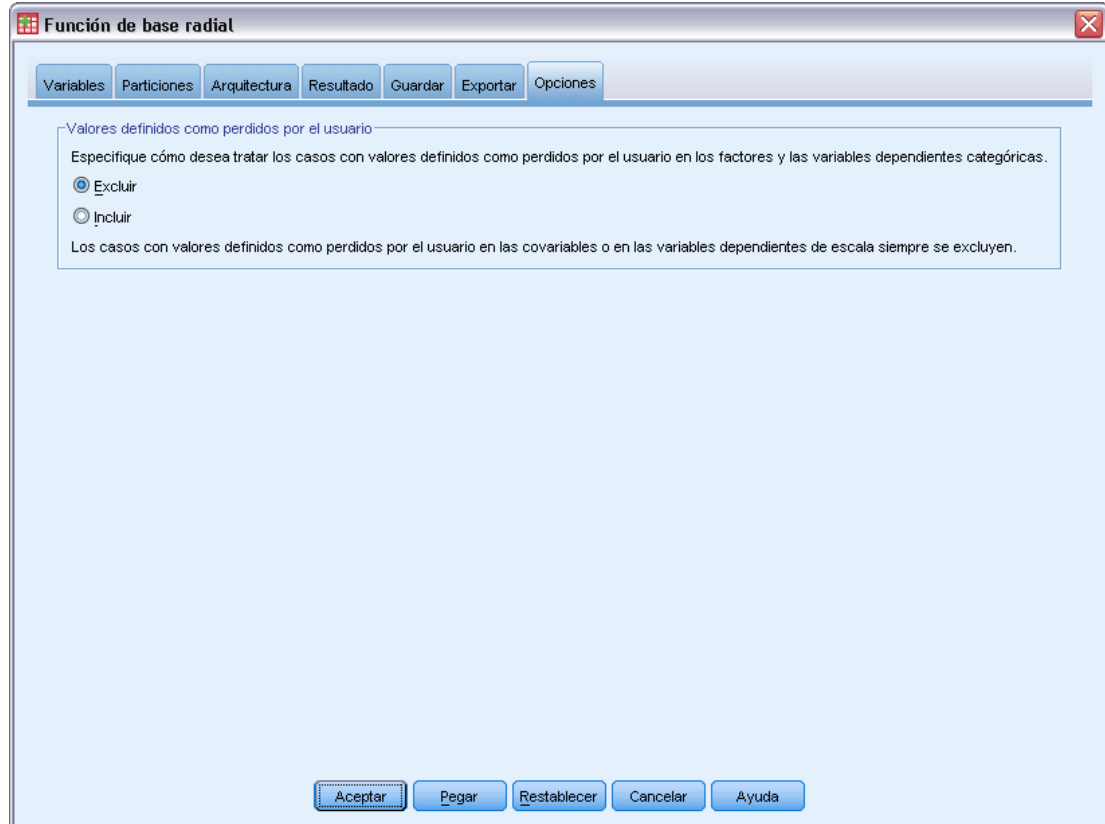 Función de base radial
Variables
Particiones
Arquitectura
Resultado
Guardar
Exportar
Opciones
Valores definidos como perdidos por el usuario
Especifique cómo desea tratar los casos con valores definidos como perdidos por el usuario en los factores y las variables dependientes categóricas.
Excluir
Incluir
Los casos con valores definidos como perdidos por el usuario en las covariables o en las variables dependientes de escala siempre se excluyen.
Aceptar
Pegar
Restablecer
Cancelar
Ayuda